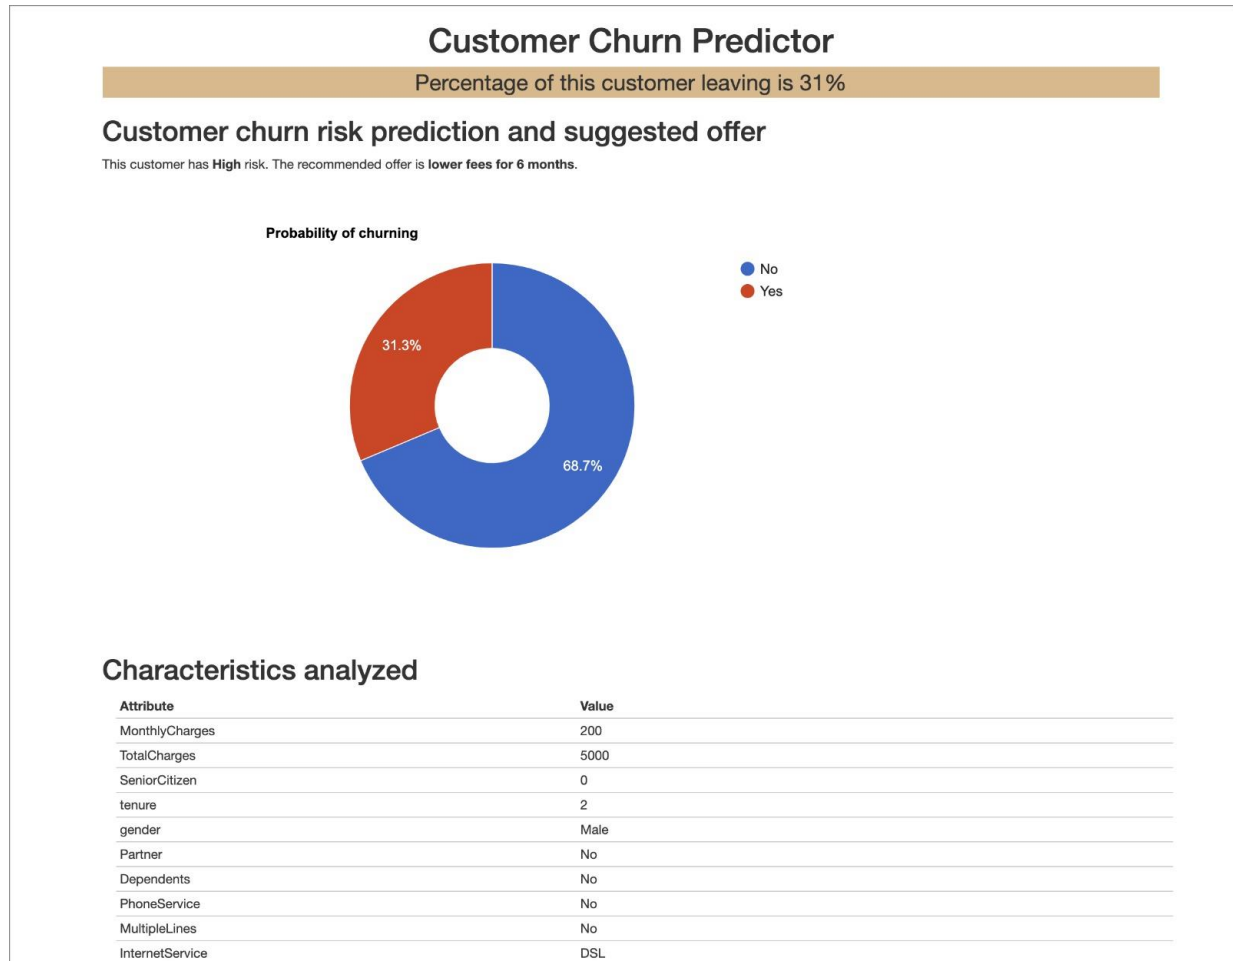 Customer Churn Predictor
Percentage of this customer leaving is 31%
Customer churn risk prediction and suggested offer
This customer has High risk. The recommended offer is lower fees for 6 months.
Probability of churning
No
Yes
31.3%
68.7%
Characteristics analyzed
Attribute Value
MonthlyCharges 200
TotalCharges 5000
SeniorCitizen 0
tenure 2
gender Male
Partner No
Dependents No
PhoneService No
MultipleLines No
InternetService DSL